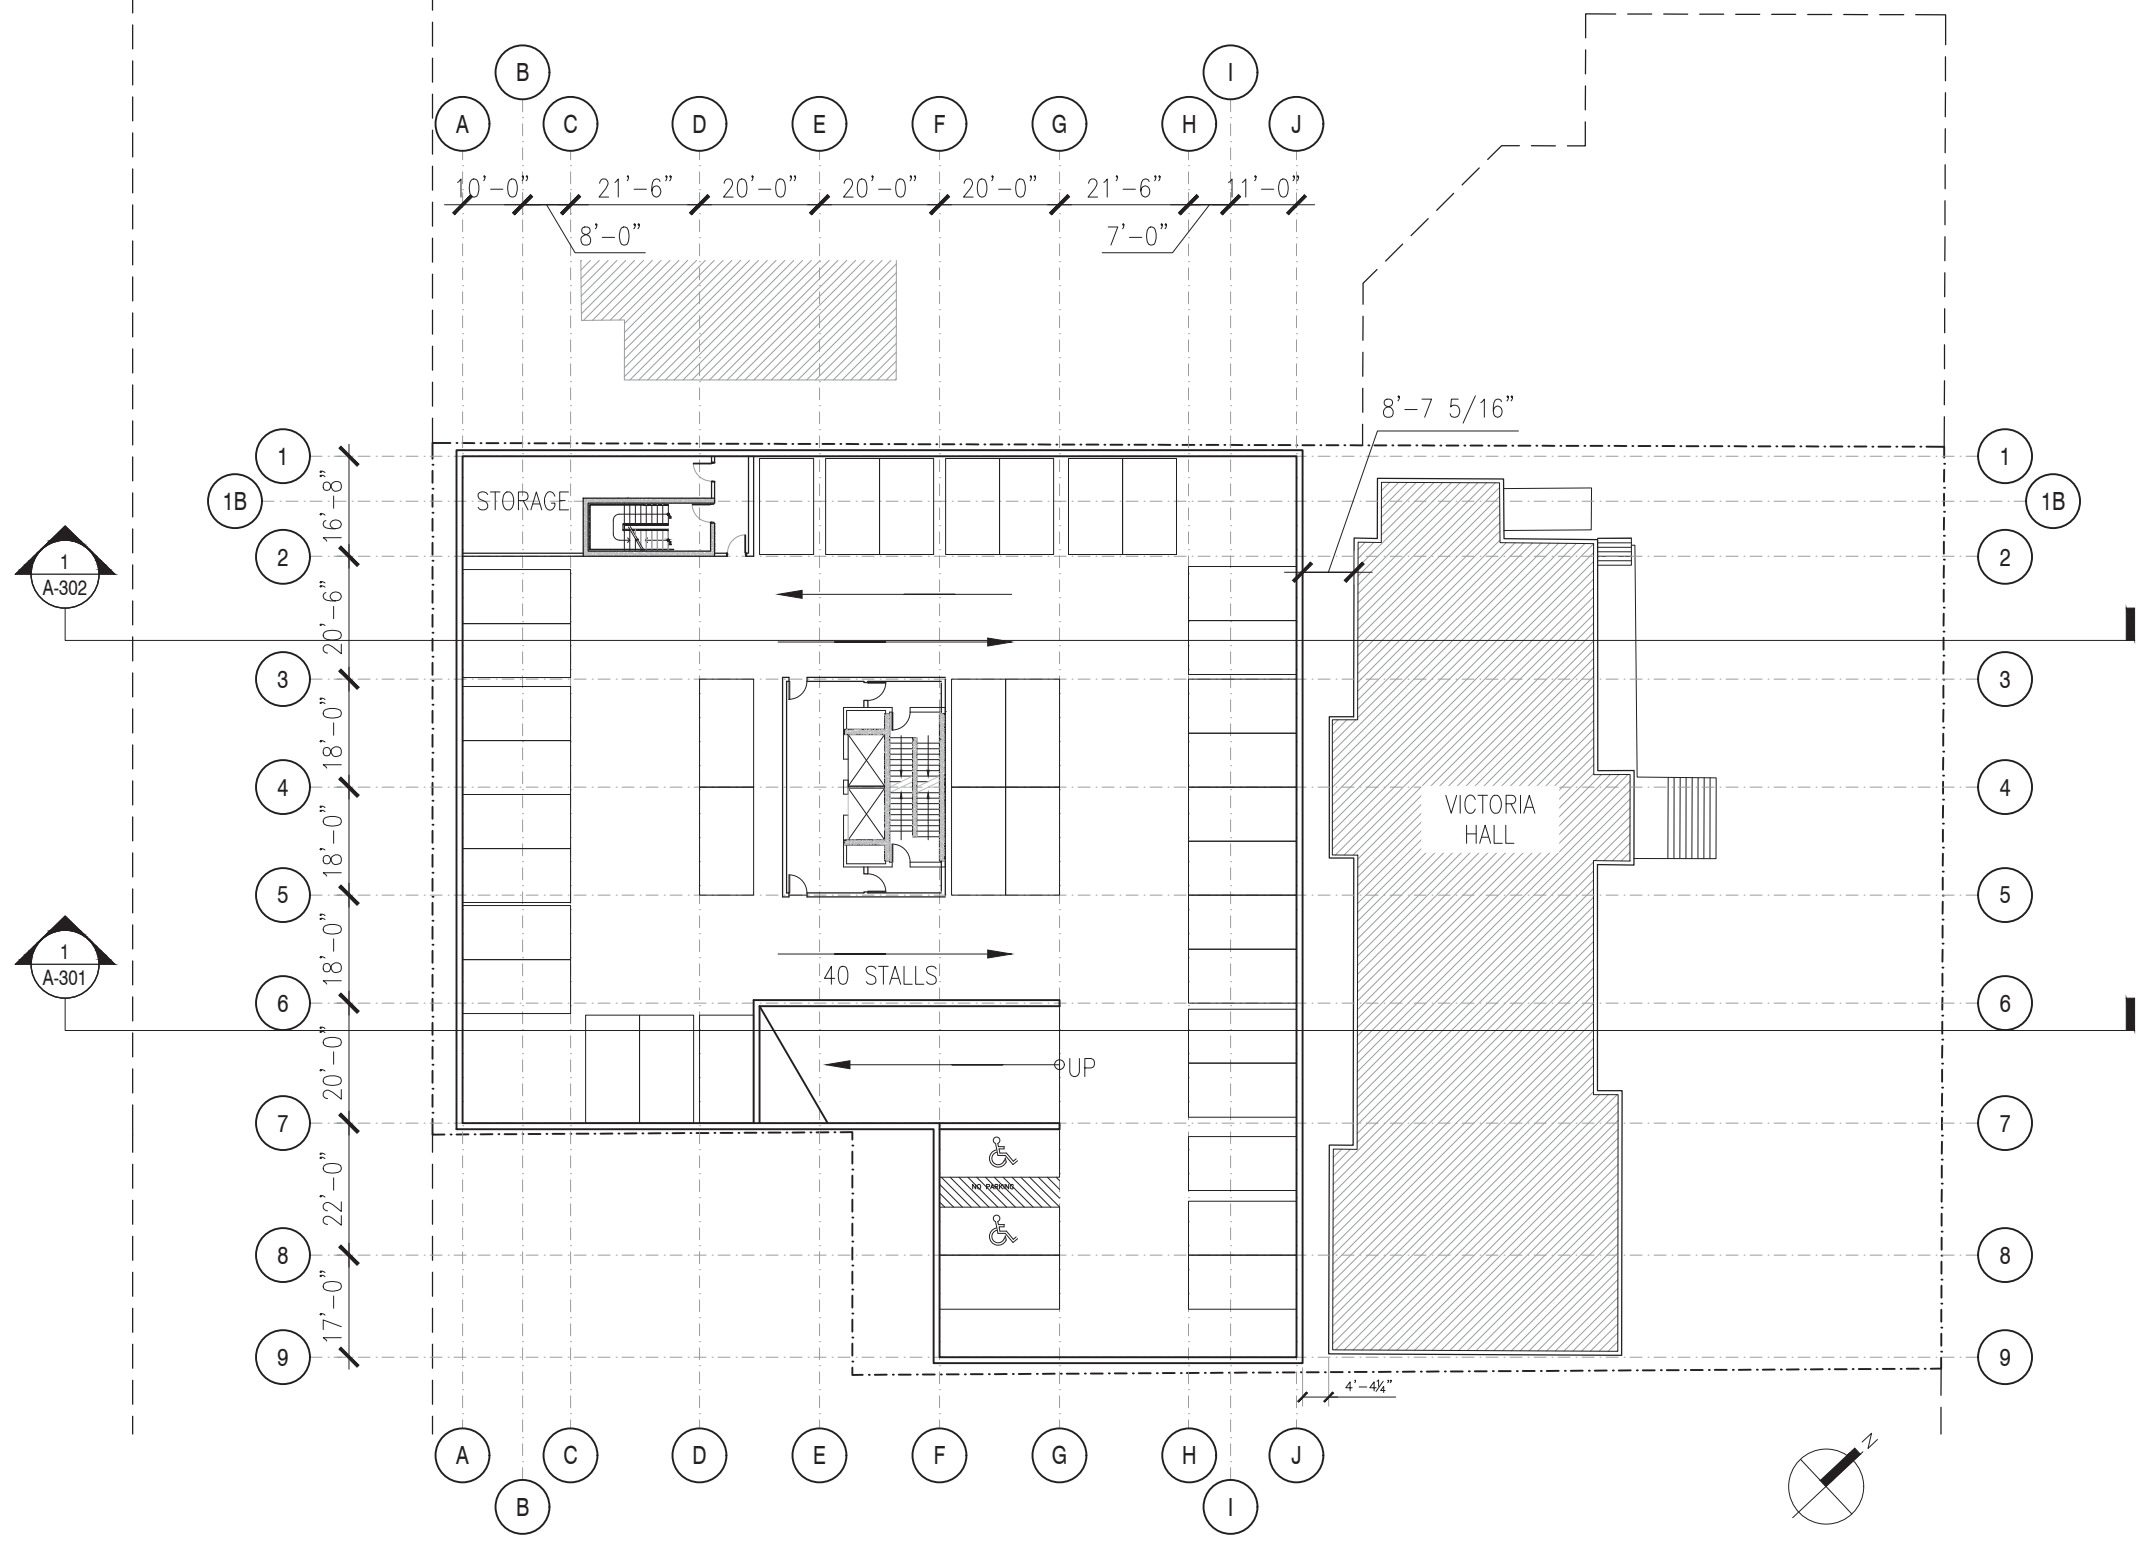 B I
A C D E F G H J
10'-0" 21'-6" 20'-0" 20'-0" 20'-0" 21'-6" 11'-0"
8'-0" 7'-0"
8'-7 5/16"
1 1
1B STORAGE 1B
16'-8"
2 2
1
A-302
20'-6"
3 3
18'-0"
4 4
VICTORIA
HALL
18'-0"
5 5
1
A-301
18'-0"
40 STALLS
6 6
20'-0"
UP
7 7
22'-0"
NO PARKING
8 8
17'-0"
9 9
4'-4¼"
A C D E F G H J
B I
N